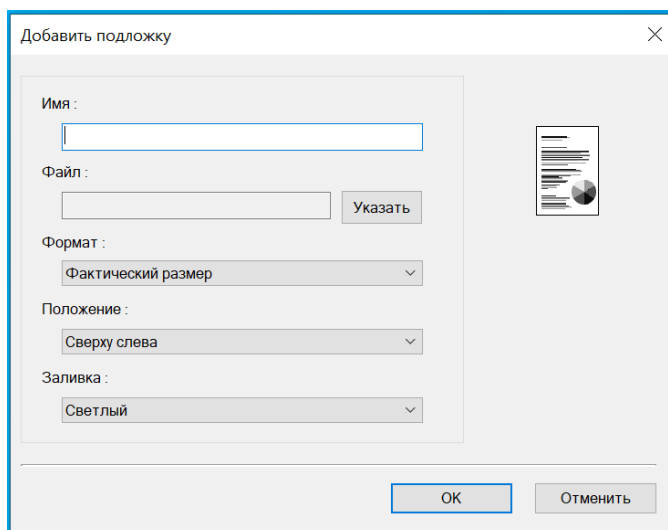 Добавить подложку
Имя :
Файл :
Указать
Формат :
Фактический размер
Положение :
Сверху слева
Заливка :
Светлый
OK
Отменить